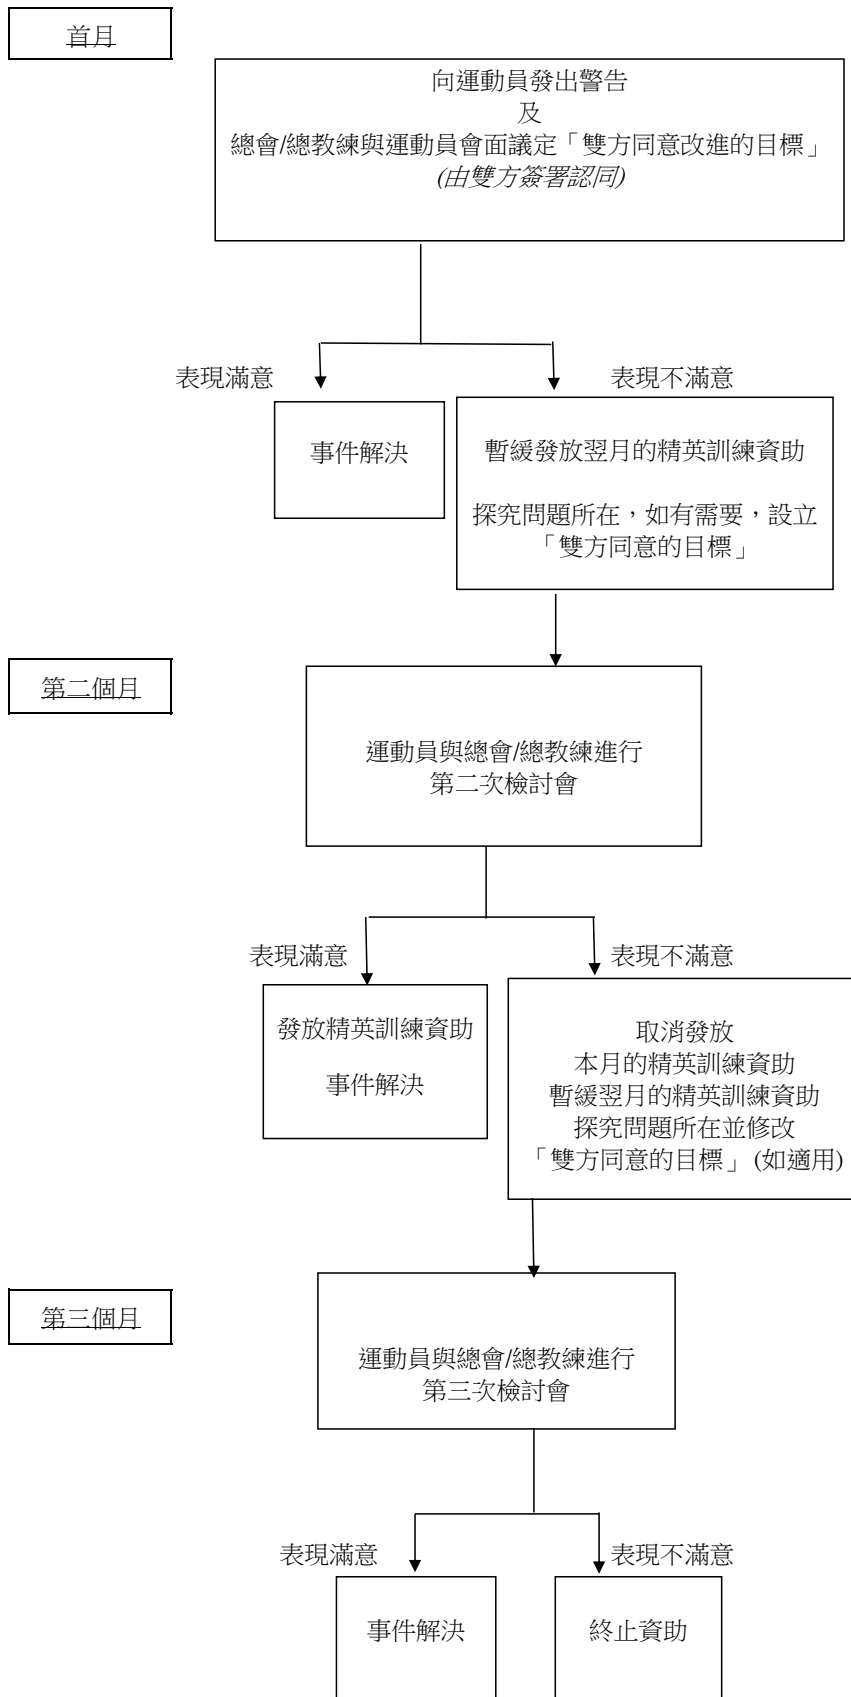 首月
向運動員發出警告
及
總會/總教練與運動員會面議定「雙方同意改進的目標」
(由雙方簽署認同)
表現滿意
表現不滿意
事件解決
暫緩發放翌月的精英訓練資助
探究問題所在，如有需要，設立
「雙方同意的目標」
第二個月
運動員與總會/總教練進行
第二次檢討會
表現滿意
表現不滿意
發放精英訓練資助
事件解決
取消發放
本月的精英訓練資助
暫緩翌月的精英訓練資助
探究問題所在並修改
「雙方同意的目標」(如適用)
第三個月
運動員與總會/總教練進行
第三次檢討會
表現滿意
表現不滿意
事件解決
終止資助